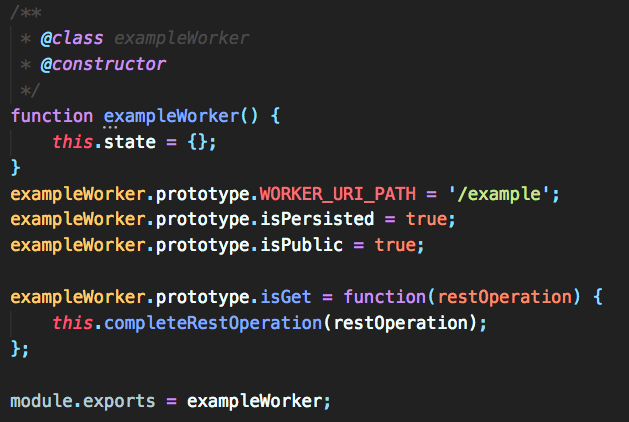 /**
 * @class exampleWorker
 * @constructor
 */
function exampleWorker() {
    this.state = {};
}
exampleWorker.prototype.WORKER_URI_PATH = '/example';
exampleWorker.prototype.isPersisted = true;
exampleWorker.prototype.isPublic = true;

exampleWorker.prototype.isGet = function(restOperation) {
    this.completeRestOperation(restOperation);
};

module.exports = exampleWorker;